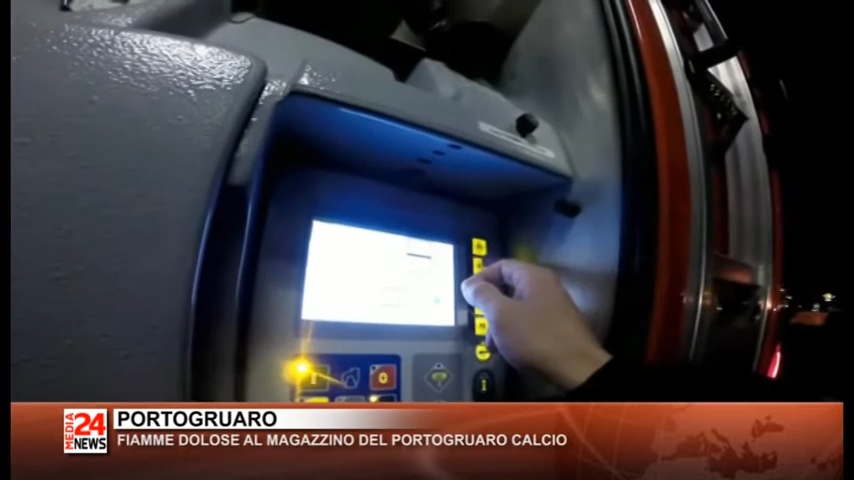 MEDIA 24 NEWS
PORTOGRUARO
FIAMME DOLOSE AL MAGAZZINO DEL PORTOGRUARO CALCIO